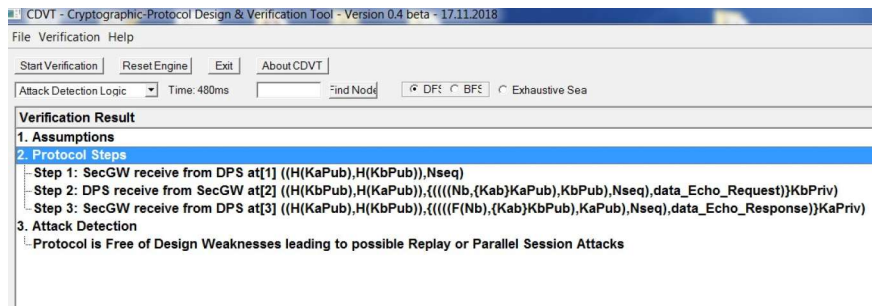 CDVT - Cryptographic-Protocol Design & Verification Tool - Version 0.4 beta - 17.11.2018
File Verification Help
Start Verification Reset Engine Exit About CDVT
Attack Detection Logic Time: 480ms Find Node DFS BFS Exhaustive Sea
Verification Result
1. Assumptions
2. Protocol Steps
Step 1: SecGW receive from DPS at[1] ((H(KaPub),H(KbPub)),Nseq)
Step 2: DPS receive from SecGW at[2] ((H(KbPub),H(KaPub)),{((((Nb,{Kab}KaPub),KbPub),Nseq),data_Echo_Request)}KbPriv)
Step 3: SecGW receive from DPS at[3] ((H(KaPub),H(KbPub)),{((((F(Nb),{Kab}KbPub),KaPub),Nseq),data_Echo_Response)}KaPriv)
3. Attack Detection
Protocol is Free of Design Weaknesses leading to possible Replay or Parallel Session Attacks